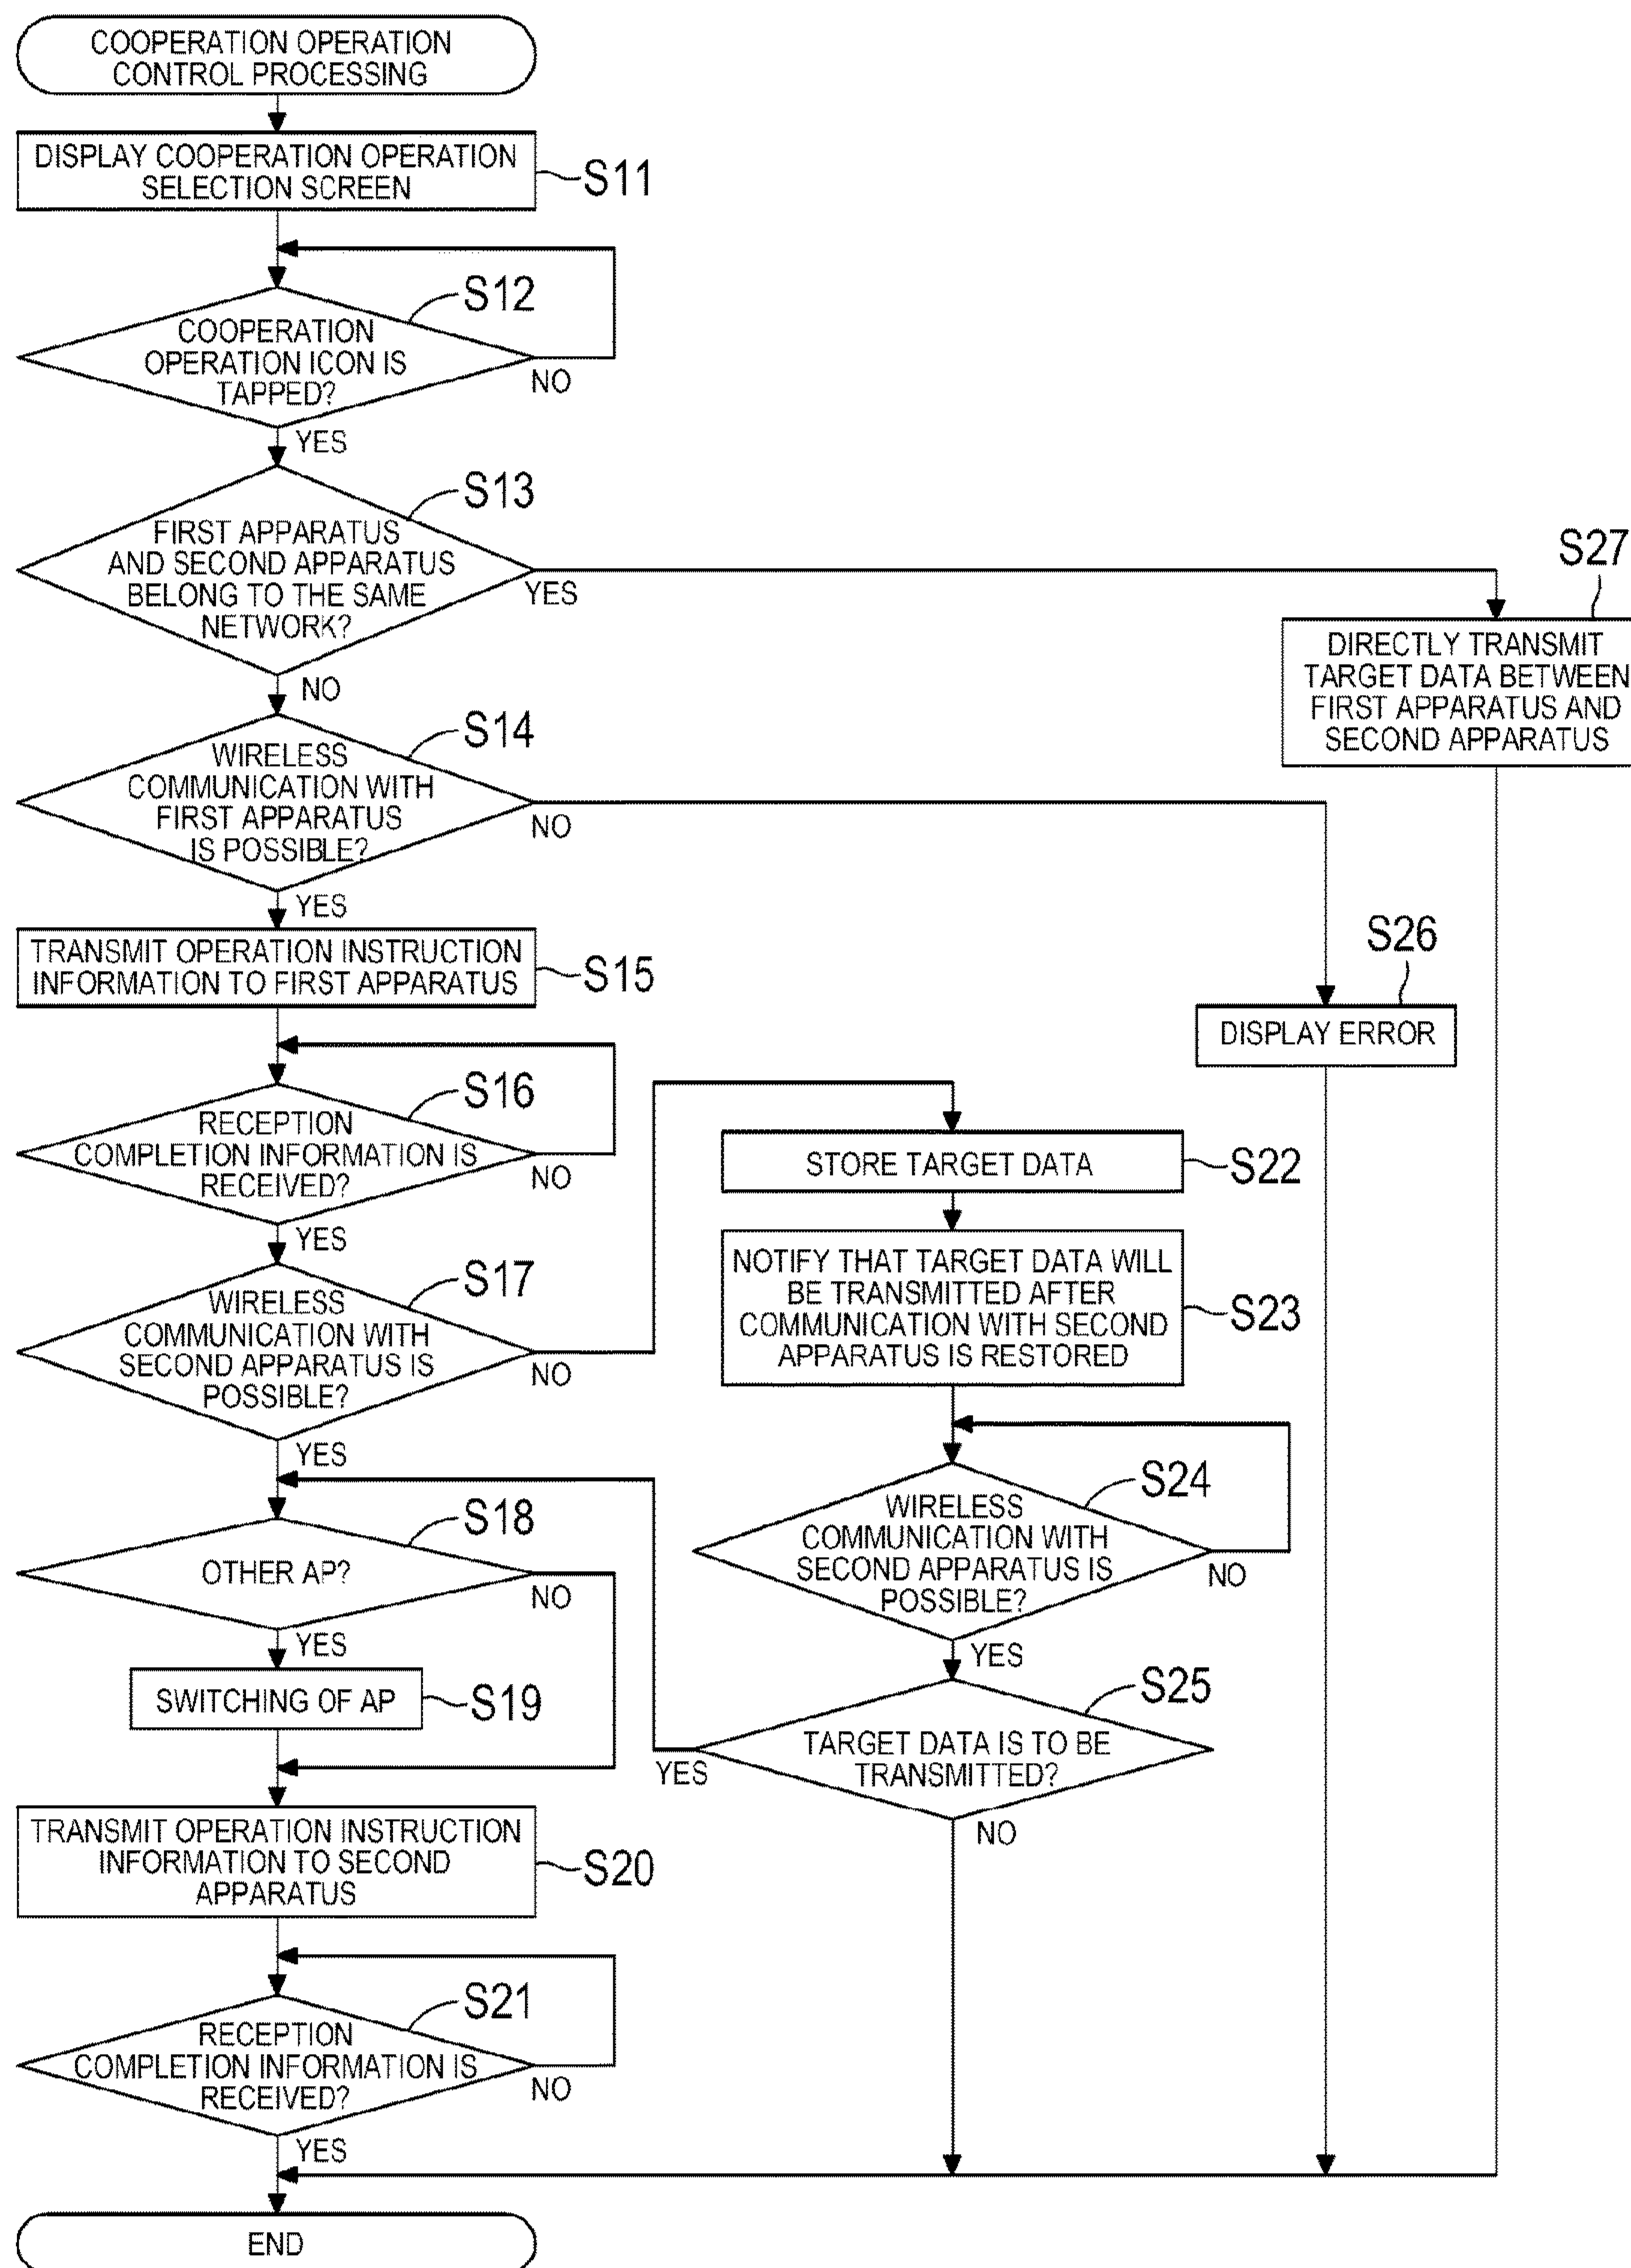 COOPERATION OPERATION
CONTROL PROCESSING
DISPLAY COOPERATION OPERATION
SELECTION SCREEN
S11
S12
COOPERATION
OPERATION ICON IS
TAPPED?
NO
YES
S13
FIRST APPARATUS
AND SECOND APPARATUS
BELONG TO THE SAME
NETWORK?
YES
NO
S27
DIRECTLY TRANSMIT
TARGET DATA BETWEEN
FIRST APPARATUS AND
SECOND APPARATUS
S14
WIRELESS
COMMUNICATION WITH
FIRST APPARATUS
IS POSSIBLE?
NO
YES
S26
DISPLAY ERROR
TRANSMIT OPERATION INSTRUCTION
INFORMATION TO FIRST APPARATUS
S15
S16
RECEPTION
COMPLETION INFORMATION IS
RECEIVED?
NO
YES
S17
WIRELESS
COMMUNICATION WITH
SECOND APPARATUS IS
POSSIBLE?
NO
YES
STORE TARGET DATA
S22
NOTIFY THAT TARGET DATA WILL
BE TRANSMITTED AFTER
COMMUNICATION WITH SECOND
APPARATUS IS RESTORED
S23
S24
WIRELESS
COMMUNICATION WITH
SECOND APPARATUS IS
POSSIBLE?
NO
YES
S25
TARGET DATA IS TO BE
TRANSMITTED?
YES
NO
S18
OTHER AP?
NO
YES
SWITCHING OF AP
S19
TRANSMIT OPERATION INSTRUCTION
INFORMATION TO SECOND
APPARATUS
S20
S21
RECEPTION
COMPLETION INFORMATION IS
RECEIVED?
NO
YES
END